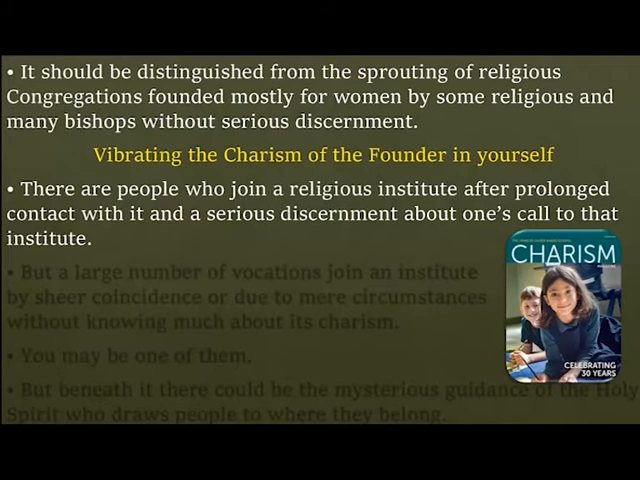 • It should be distinguished from the sprouting of religious
Congregations founded mostly for women by some religious and
many bishops without serious discernment.
Vibrating the Charism of the Founder in yourself
• There are people who join a religious institute after prolonged
contact with it and a serious discernment about one's call to that
institute.
• But a large number of vocations join an institute
by sheer coincidence or due to mere circumstances
without knowing much about its charism.
• You may be one of them.
• But beneath it there could be the mysterious guidance of the Holy
Spirit who draws people to where they belong.
CHARISM
CELEBRATING
30 YEARS